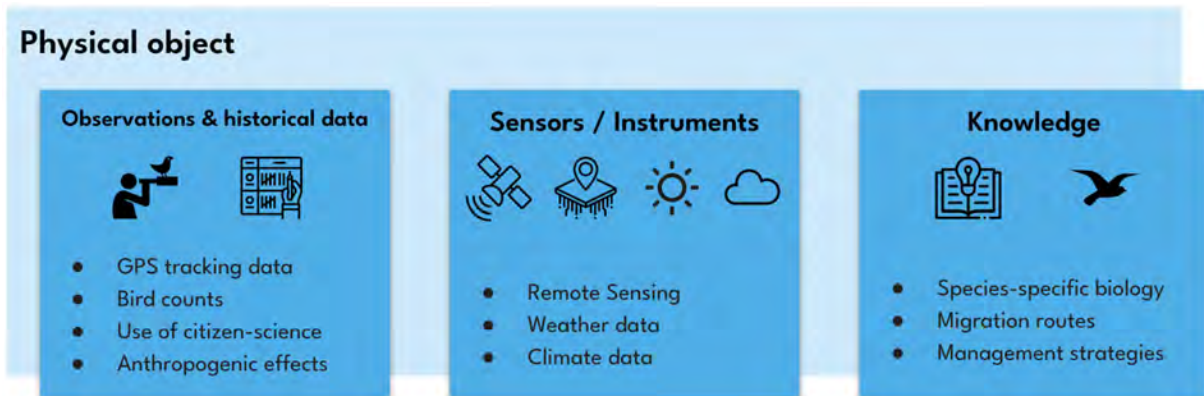 Physical object
Observations & historical data
• GPS tracking data
• Bird counts
• Use of citizen-science
• Anthropogenic effects
Sensors / Instruments
• Remote Sensing
• Weather data
• Climate data
Knowledge
• Species-specific biology
• Migration routes
• Management strategies